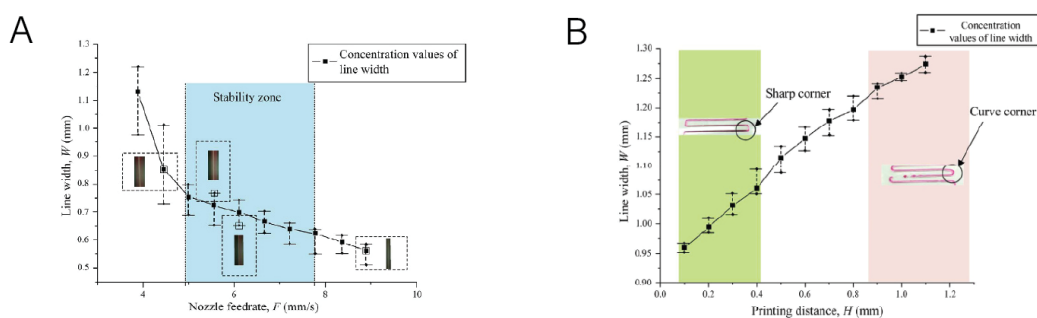 A
Concentration values of
line width
Stability zone
Line width, W (mm)
1.3
1.2
1.1
1.0
0.9
0.8
0.7
0.6
0.5
4
6
8
10
Nozzle feedrate, F (mm/s)
B
Concentration
values of line width
Sharp corner
Curve corner
Line width, W (mm)
1.30
1.25
1.20
1.15
1.10
1.05
1.00
0.95
0.90
0.0
0.2
0.4
0.6
0.8
1.0
1.2
Printing distance, H (mm)